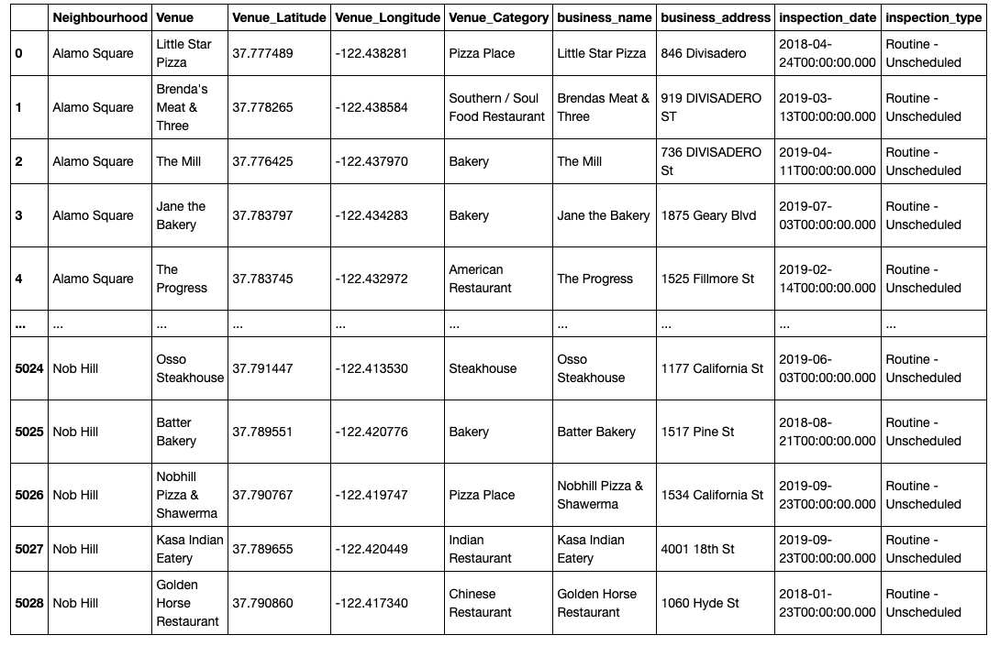 Neighbourhood Venue Venue_Latitude Venue_Longitude Venue_Category business_name business_address inspection_date inspection_type
0 Alamo Square Little Star Pizza 37.777489 -122.438281 Pizza Place Little Star Pizza 846 Divisadero 2018-04-24T00:00:00.000 Routine - Unscheduled
1 Alamo Square Brenda's Meat & Three 37.778265 -122.438584 Southern / Soul Food Restaurant Brendas Meat & Three 919 DIVISADERO ST 2019-03-13T00:00:00.000 Routine - Unscheduled
2 Alamo Square The Mill 37.776425 -122.437970 Bakery The Mill 736 DIVISADERO St 2019-04-11T00:00:00.000 Routine - Unscheduled
3 Alamo Square Jane the Bakery 37.783797 -122.434283 Bakery Jane the Bakery 1875 Geary Blvd 2019-07-03T00:00:00.000 Routine - Unscheduled
4 Alamo Square The Progress 37.783745 -122.432972 American Restaurant The Progress 1525 Fillmore St 2019-02-14T00:00:00.000 Routine - Unscheduled
... ... ... ... ... ... ... ... ... ...
5024 Nob Hill Osso Steakhouse 37.791447 -122.413530 Steakhouse Osso Steakhouse 1177 California St 2019-06-03T00:00:00.000 Routine - Unscheduled
5025 Nob Hill Batter Bakery 37.789551 -122.420776 Bakery Batter Bakery 1517 Pine St 2018-08-21T00:00:00.000 Routine - Unscheduled
5026 Nob Hill Nobhill Pizza & Shawerma 37.790767 -122.419747 Pizza Place Nobhill Pizza & Shawerma 1534 California St 2019-09-23T00:00:00.000 Routine - Unscheduled
5027 Nob Hill Kasa Indian Eatery 37.789655 -122.420449 Indian Restaurant Kasa Indian Eatery 4001 18th St 2019-09-23T00:00:00.000 Routine - Unscheduled
5028 Nob Hill Golden Horse Restaurant 37.790860 -122.417340 Chinese Restaurant Golden Horse Restaurant 1060 Hyde St 2018-01-23T00:00:00.000 Routine - Unscheduled